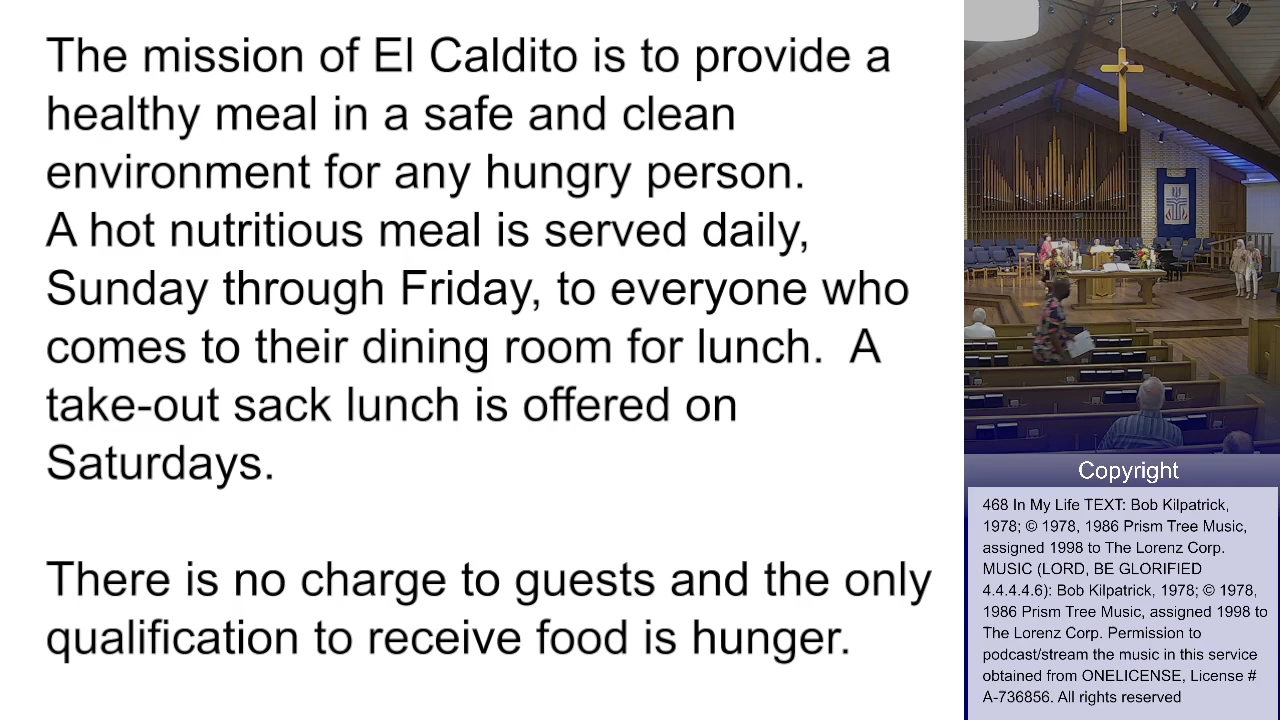 The mission of El Caldito is to provide a
healthy meal in a safe and clean
environment for any hungry person.
A hot nutritious meal is served daily,
Sunday through Friday, to everyone who
comes to their dining room for lunch.  A
take-out sack lunch is offered on
Saturdays.
There is no charge to guests and the only
qualification to receive food is hunger.
Copyright
468 In My Life TEXT: Bob Kilpatrick,
1978; © 1978, 1986 Prism Tree Music,
assigned 1998 to The Lorenz Corp.
MUSIC (LORD, BE GLORIFIED
4.4.4.4.6): Bob Kilpatrick, 1978; © 1978,
1986 Prism Tree Music, assigned 1998 to
The Lorenz Corp. Permission to
podcast/stream the music in this service
obtained from ONELICENSE, License #
A-736856. All rights reserved